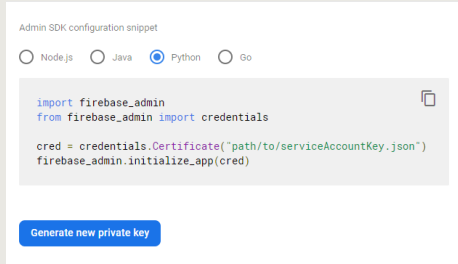 Admin SDK configuration snippet
Node.js Java Python Go
import firebase_admin
from firebase_admin import credentials
cred = credentials.Certificate("path/to/serviceAccountKey.json")
firebase_admin.initialize_app(cred)
Generate new private key